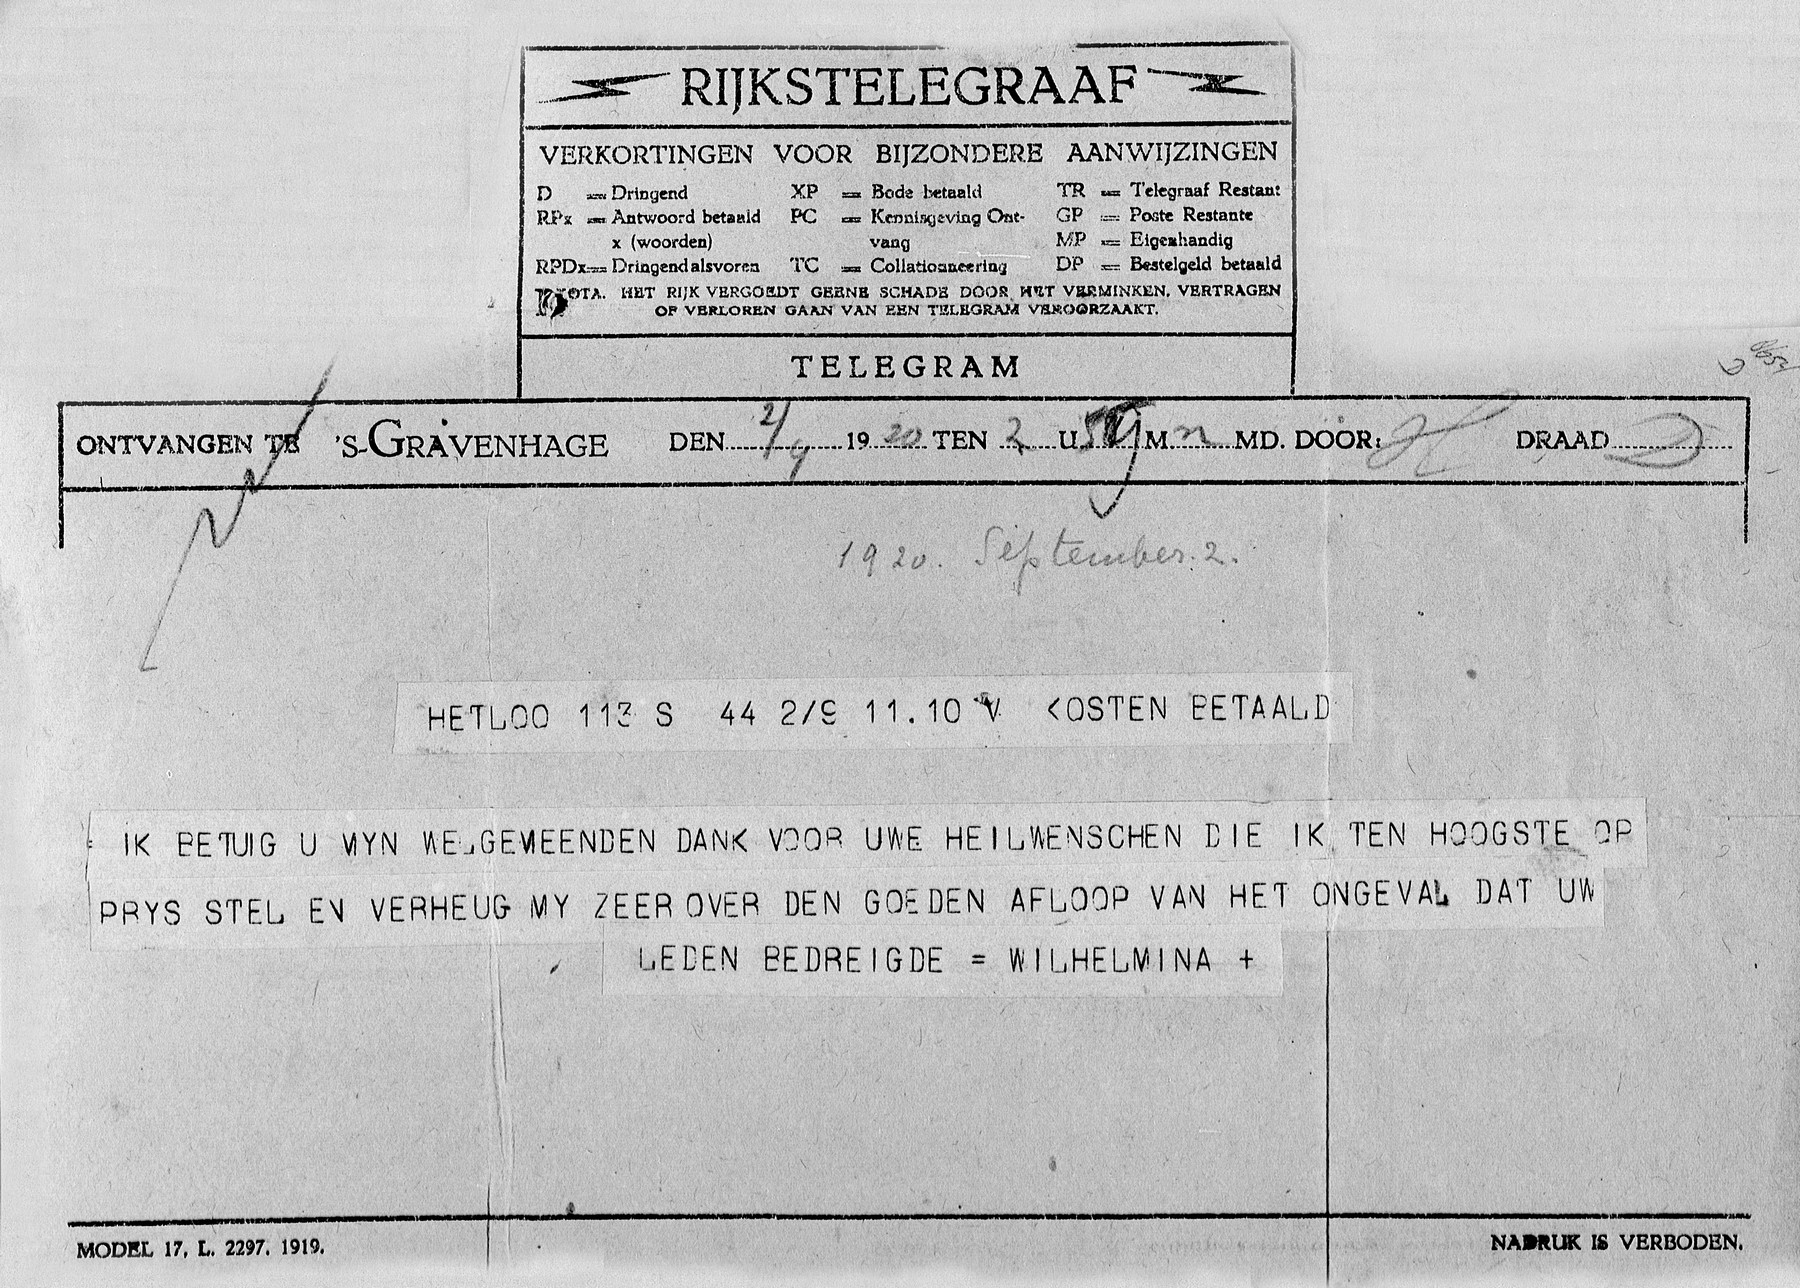 RIJKSTELEGRAAF
VERKORTINGEN VOOR BIJZONDERE AANWIJZINGEN
D = Dringend XP = Bode betaald TR = Telegraaf Restant
RPx = Antwoord betaald PC = Kennisgeving Ont- GP = Poste Restante
x (woorden) vang MP = Eigenhandig
RPDx = Dringend alsvoren TC = Collationneering DP = Bestelgeld betaald
NOTA. HET RIJK VERGOEDT GEENE SCHADE DOOR HET VERMINKEN, VERTRAGEN
OF VERLOREN GAAN VAN EEN TELEGRAM VEROORZAAKT.
TELEGRAM
ONTVANGEN TE 'S-GRAVENHAGE DEN 2/9 1920 TEN 2 U. M. n MD. DOOR: DRAAD
1920. September. 2.
HETLOO 113 S 44 2/9 11.10 V KOSTEN BETAALD
= IK BETUIG U MYN WELGEMEENDEN DANK VOOR UWE HEILWENSCHEN DIE IK TEN HOOGSTE OP
PRYS STEL EN VERHEUG MY ZEER OVER DEN GOEDEN AFLOOP VAN HET ONGEVAL DAT UW
LEDEN BEDREIGDE = WILHELMINA +
MODEL 17, L. 2297. 1919.
NADRUK IS VERBODEN.